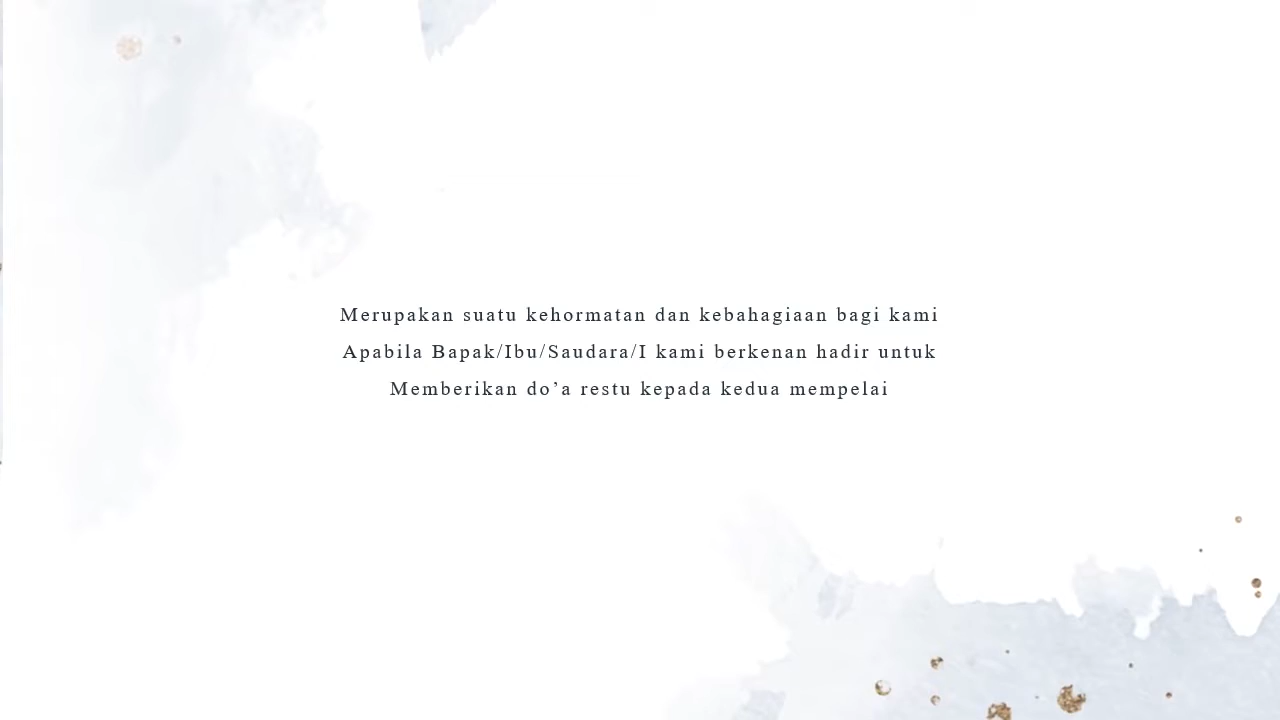 Merupakan suatu kehormatan dan kebahagiaan bagi kami
Apabila Bapak/Ibu/Saudara/I kami berkenan hadir untuk
Memberikan do’a restu kepada kedua mempelai